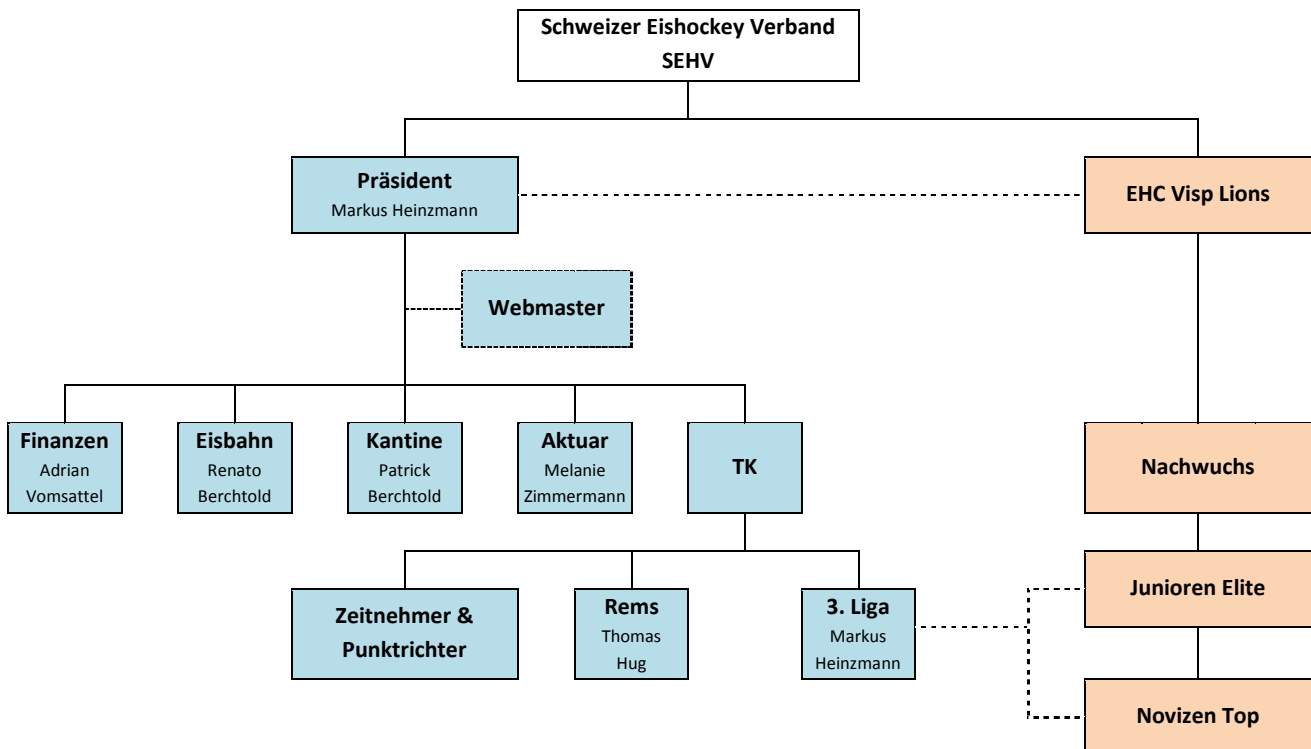 Schweizer Eishockey Verband
SEHV
Präsident
Markus Heinzmann
EHC Visp Lions
Webmaster
Finanzen
Adrian
Vomsattel
Eisbahn
Renato
Berchtold
Kantine
Patrick
Berchtold
Aktuar
Melanie
Zimmermann
TK
Nachwuchs
Zeitnehmer &
Punktrichter
Rems
Thomas
Hug
3. Liga
Markus
Heinzmann
Junioren Elite
Novizen Top